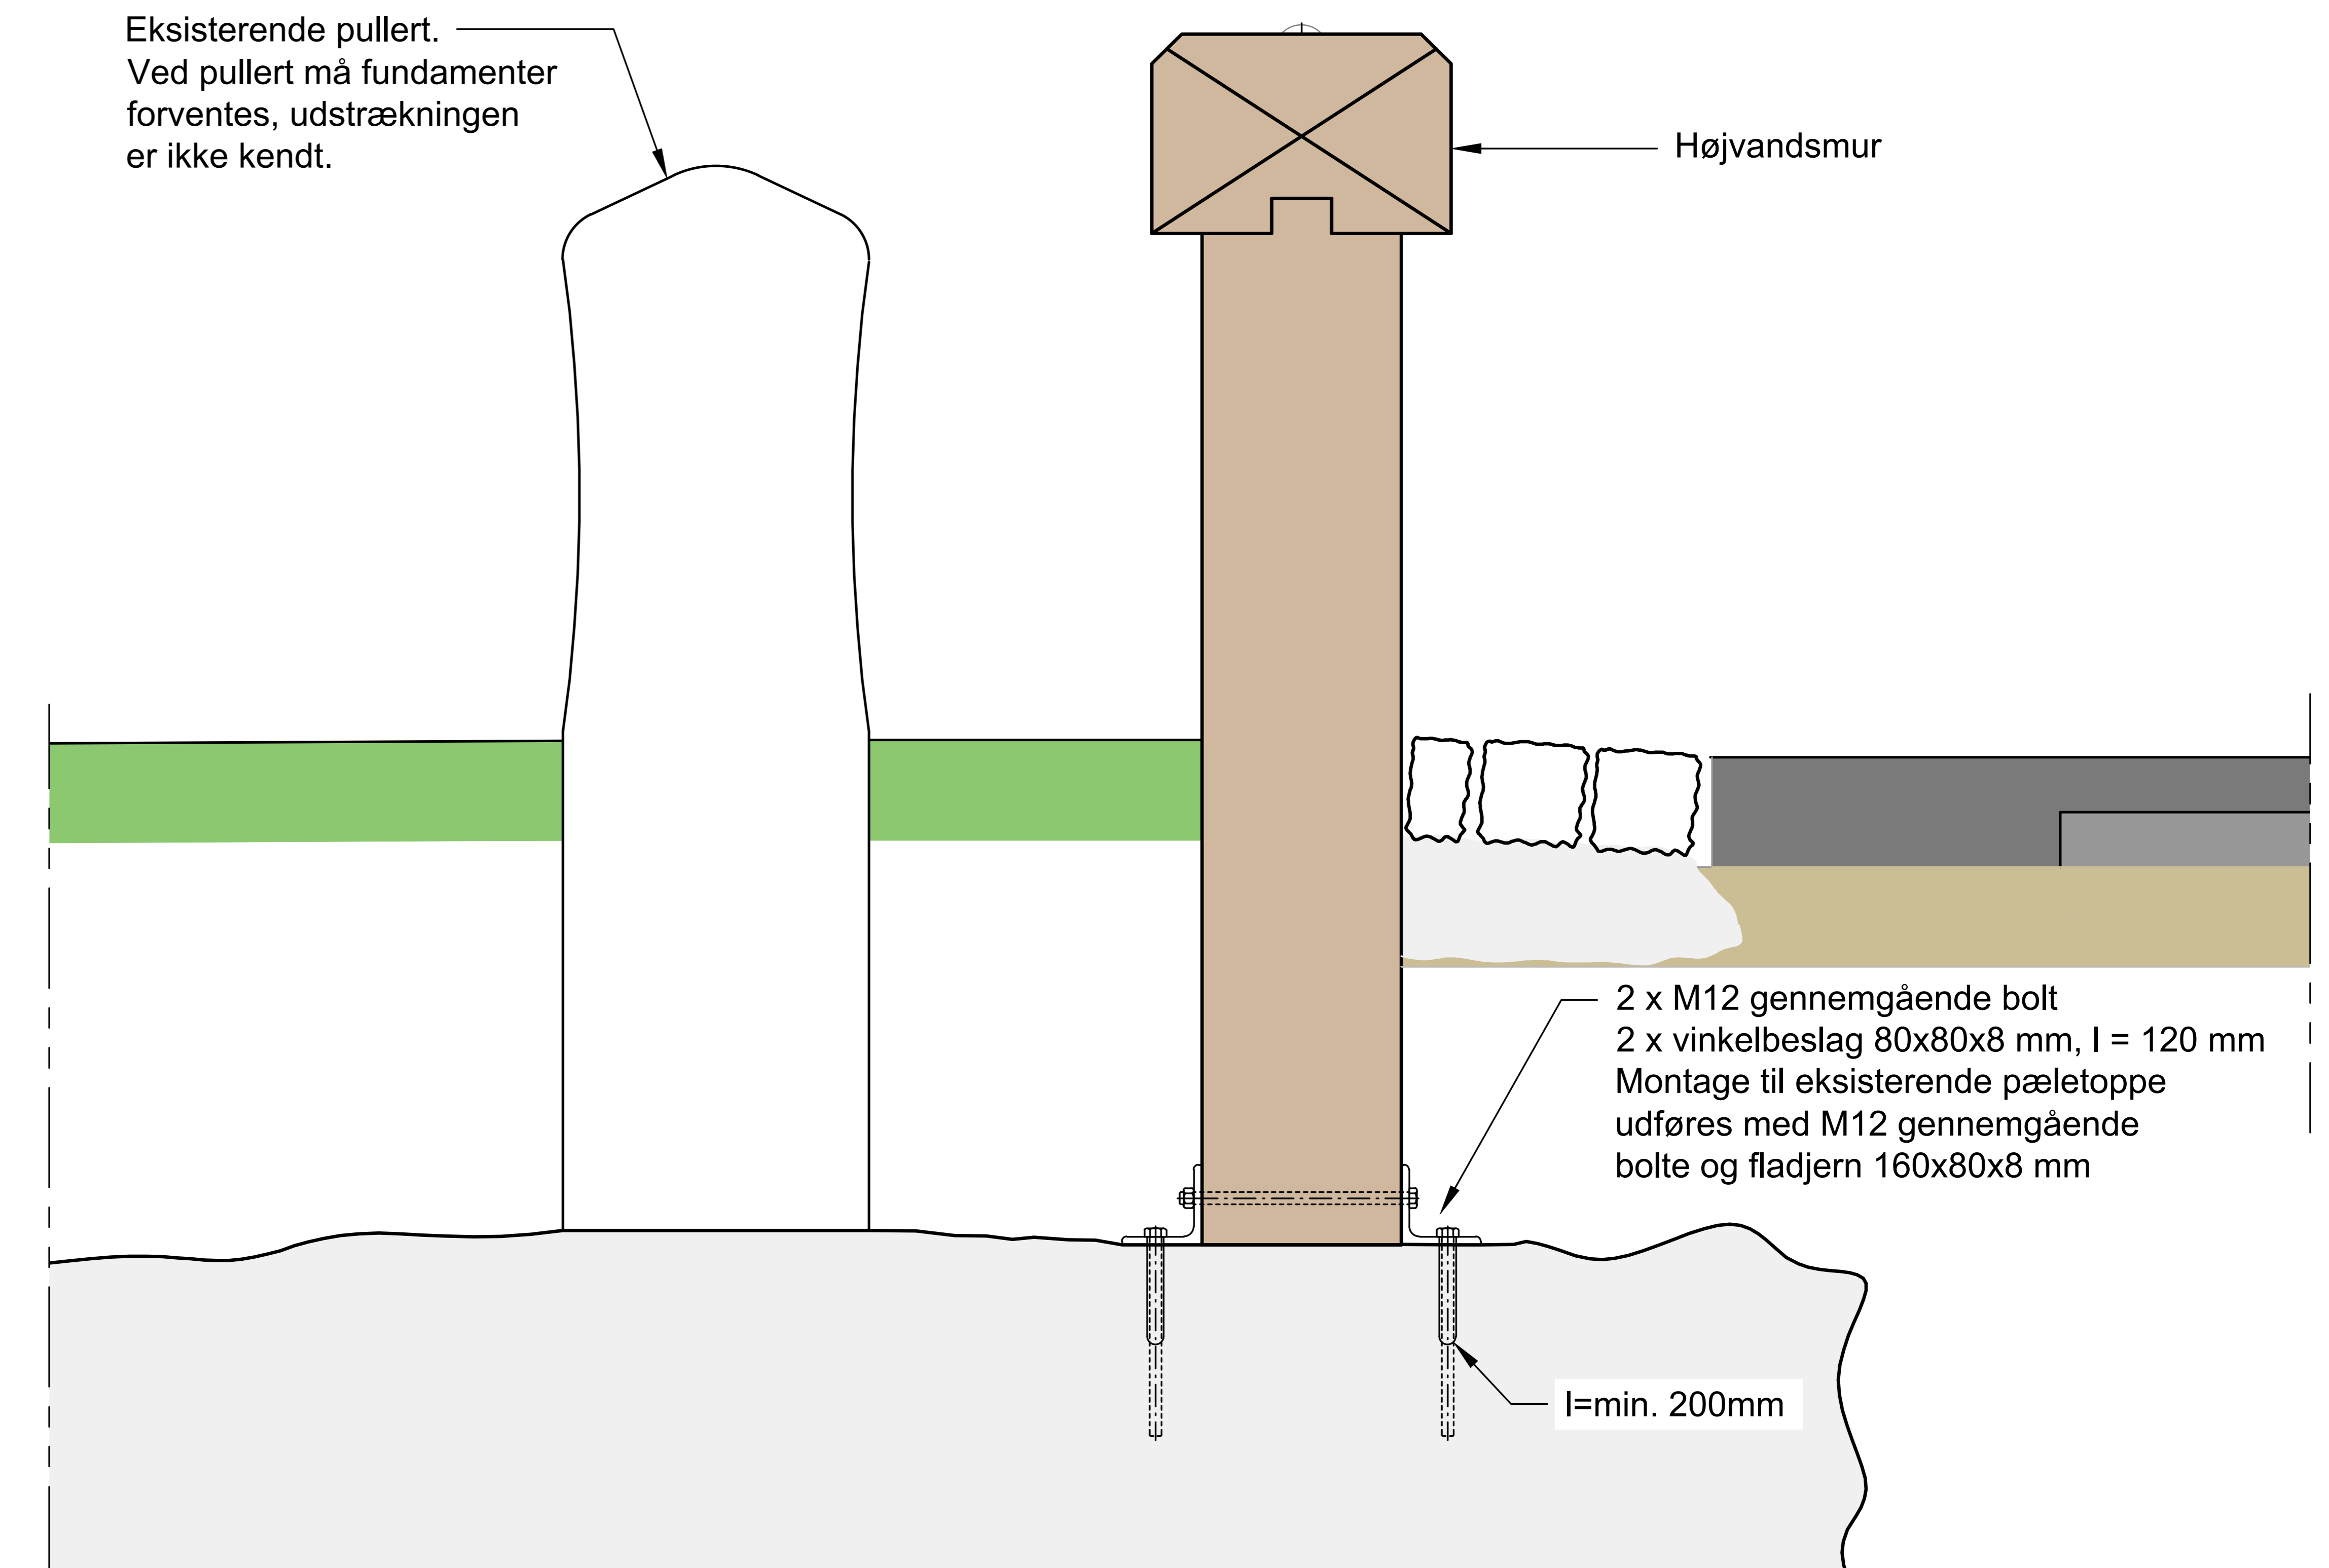 Eksisterende pullert.
Ved pullert må fundamenter
forventes, udstrækningen
er ikke kendt.
Højvandsmur
2 x M12 gennemgående bolt
2 x vinkelbeslag 80x80x8 mm, l = 120 mm
Montage til eksisterende pæletoppe
udføres med M12 gennemgående
bolte og fladjern 160x80x8 mm
l=min. 200mm